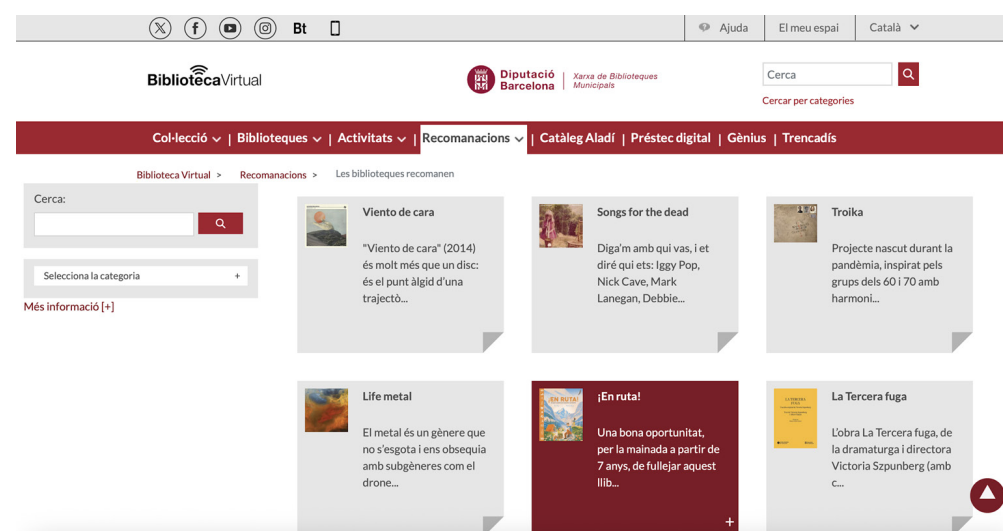 Bt
Ajuda
El meu espai
Català
BibliotecaVirtual
Diputació
Barcelona
Xarxa de Biblioteques
Municipals
Cerca
Cercar per categories
Col·lecció | Biblioteques | Activitats | Recomanacions | Catàleg Aladí | Préstec digital | Gènius | Trencadís
Biblioteca Virtual > Recomanacions > Les biblioteques recomanen
Cerca:
Selecciona la categoria +
Més informació [+]
Viento de cara
"Viento de cara" (2014)
és molt més que un disc:
és el punt àlgid d'una
trajectò...
Songs for the dead
Diga'm amb qui vas, i et
diré qui ets: Iggy Pop,
Nick Cave, Mark
Lanegan, Debbie...
Troika
Projecte nascut durant la
pandèmia, inspirat pels
grups dels 60 i 70 amb
harmoni...
Life metal
El metal és un gènere que
no s'esgota i ens obsequia
amb subgèneres com el
drone...
¡EN RUTA!
¡En ruta!
Una bona oportunitat,
per la mainada a partir de
7 anys, de fullejar aquest
llib...
+
LA TERCERA
FUGA
La Tercera fuga
L'obra La Tercera fuga, de
la dramaturga i directora
Victoria Szpunberg (amb
c...